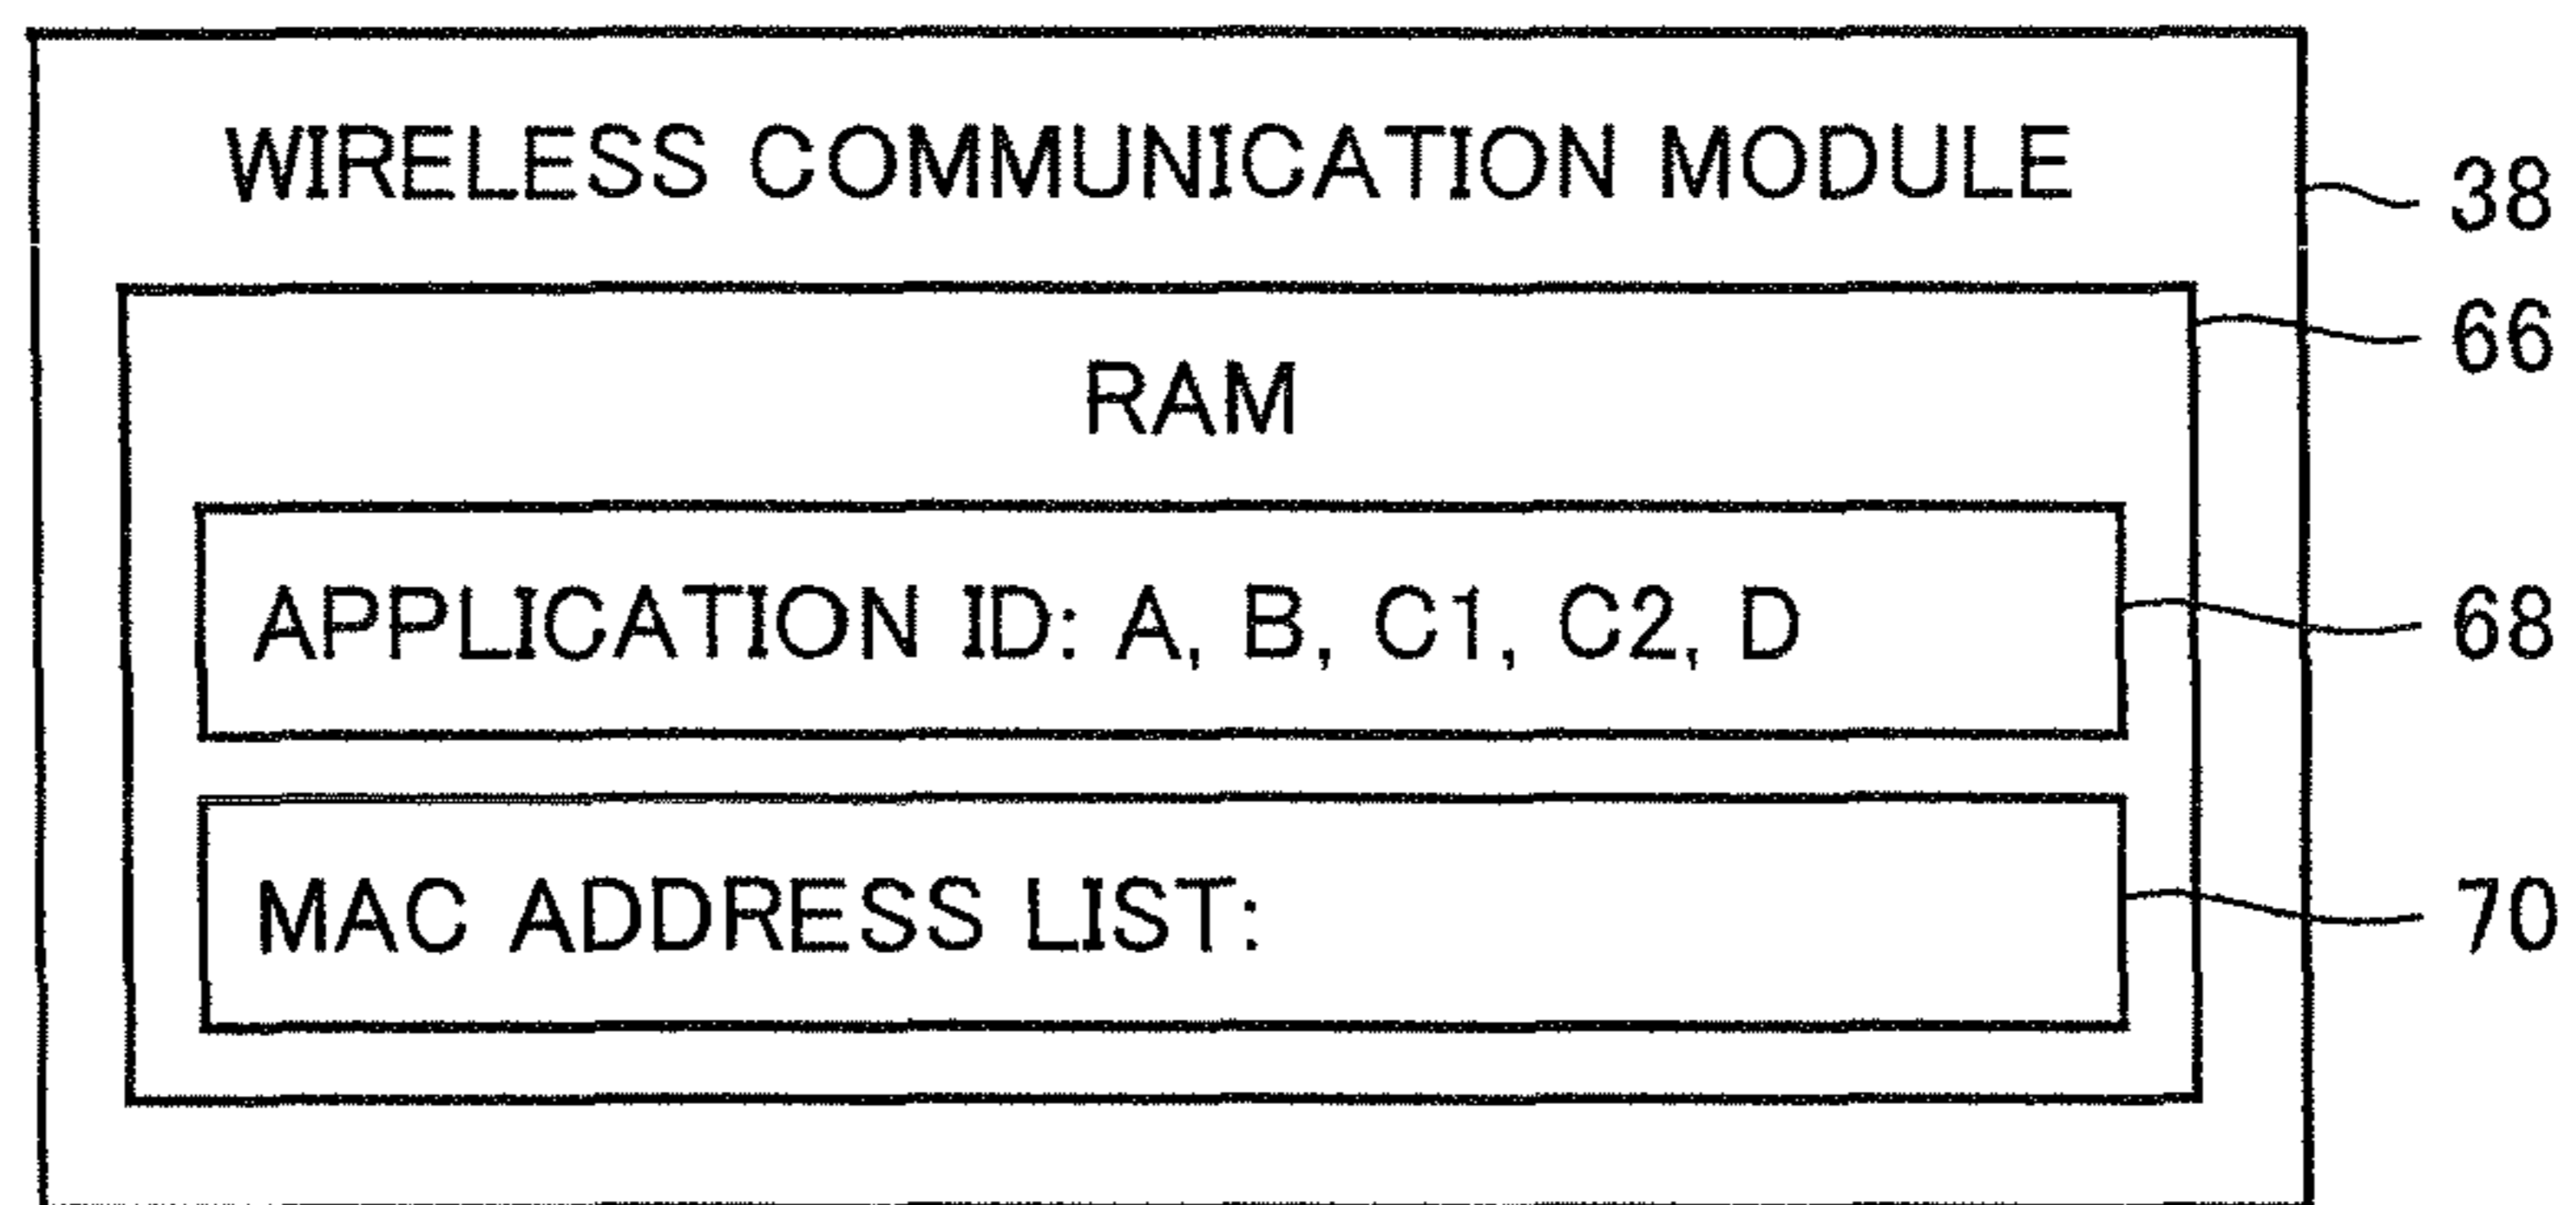 WIRELESS COMMUNICATION MODULE
38
66
RAM
APPLICATION ID: A, B, C1, C2, D
68
MAC ADDRESS LIST:
70